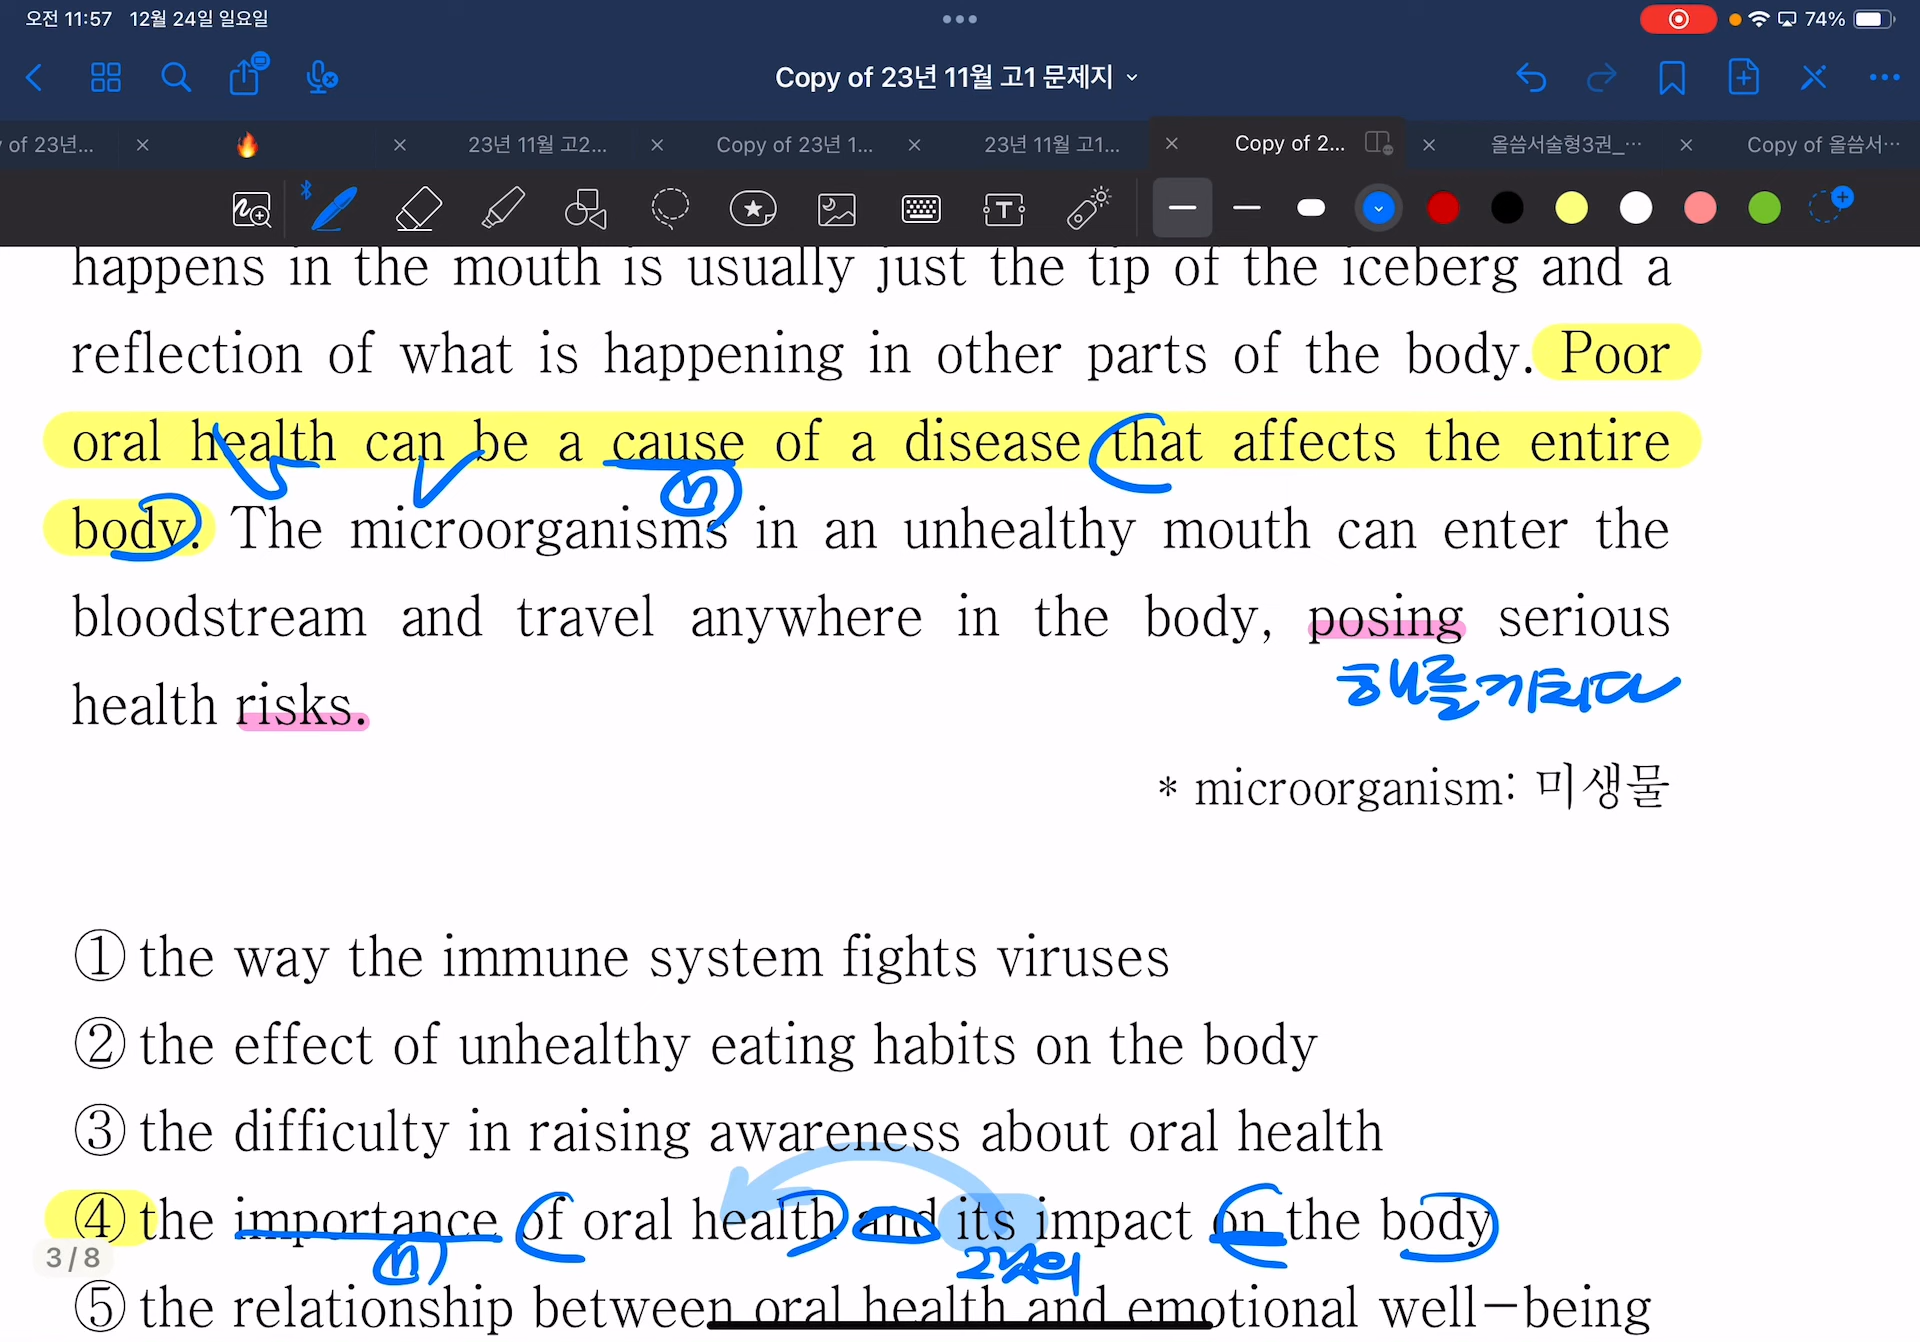 오전 11:57 12월 24일 일요일 74%
Copy of 23년 11월 고1 문제지
of 23년... 23년 11월 고2... Copy of 23년 1... 23년 11월 고1... Copy of 2... 올씀서술형3권_... Copy of 올씀서...
happens in the mouth is usually just the tip of the iceberg and a
reflection of what is happening in other parts of the body. Poor
oral health can be a cause of a disease that affects the entire
n
body. The microorganisms in an unhealthy mouth can enter the
bloodstream and travel anywhere in the body, posing serious
해를 끼치다
health risks.
* microorganism: 미생물
① the way the immune system fights viruses
② the effect of unhealthy eating habits on the body
③ the difficulty in raising awareness about oral health
④ the importance of oral health and its impact on the body
n 그것의
3 / 8
⑤ the relationship between oral health and emotional well-being